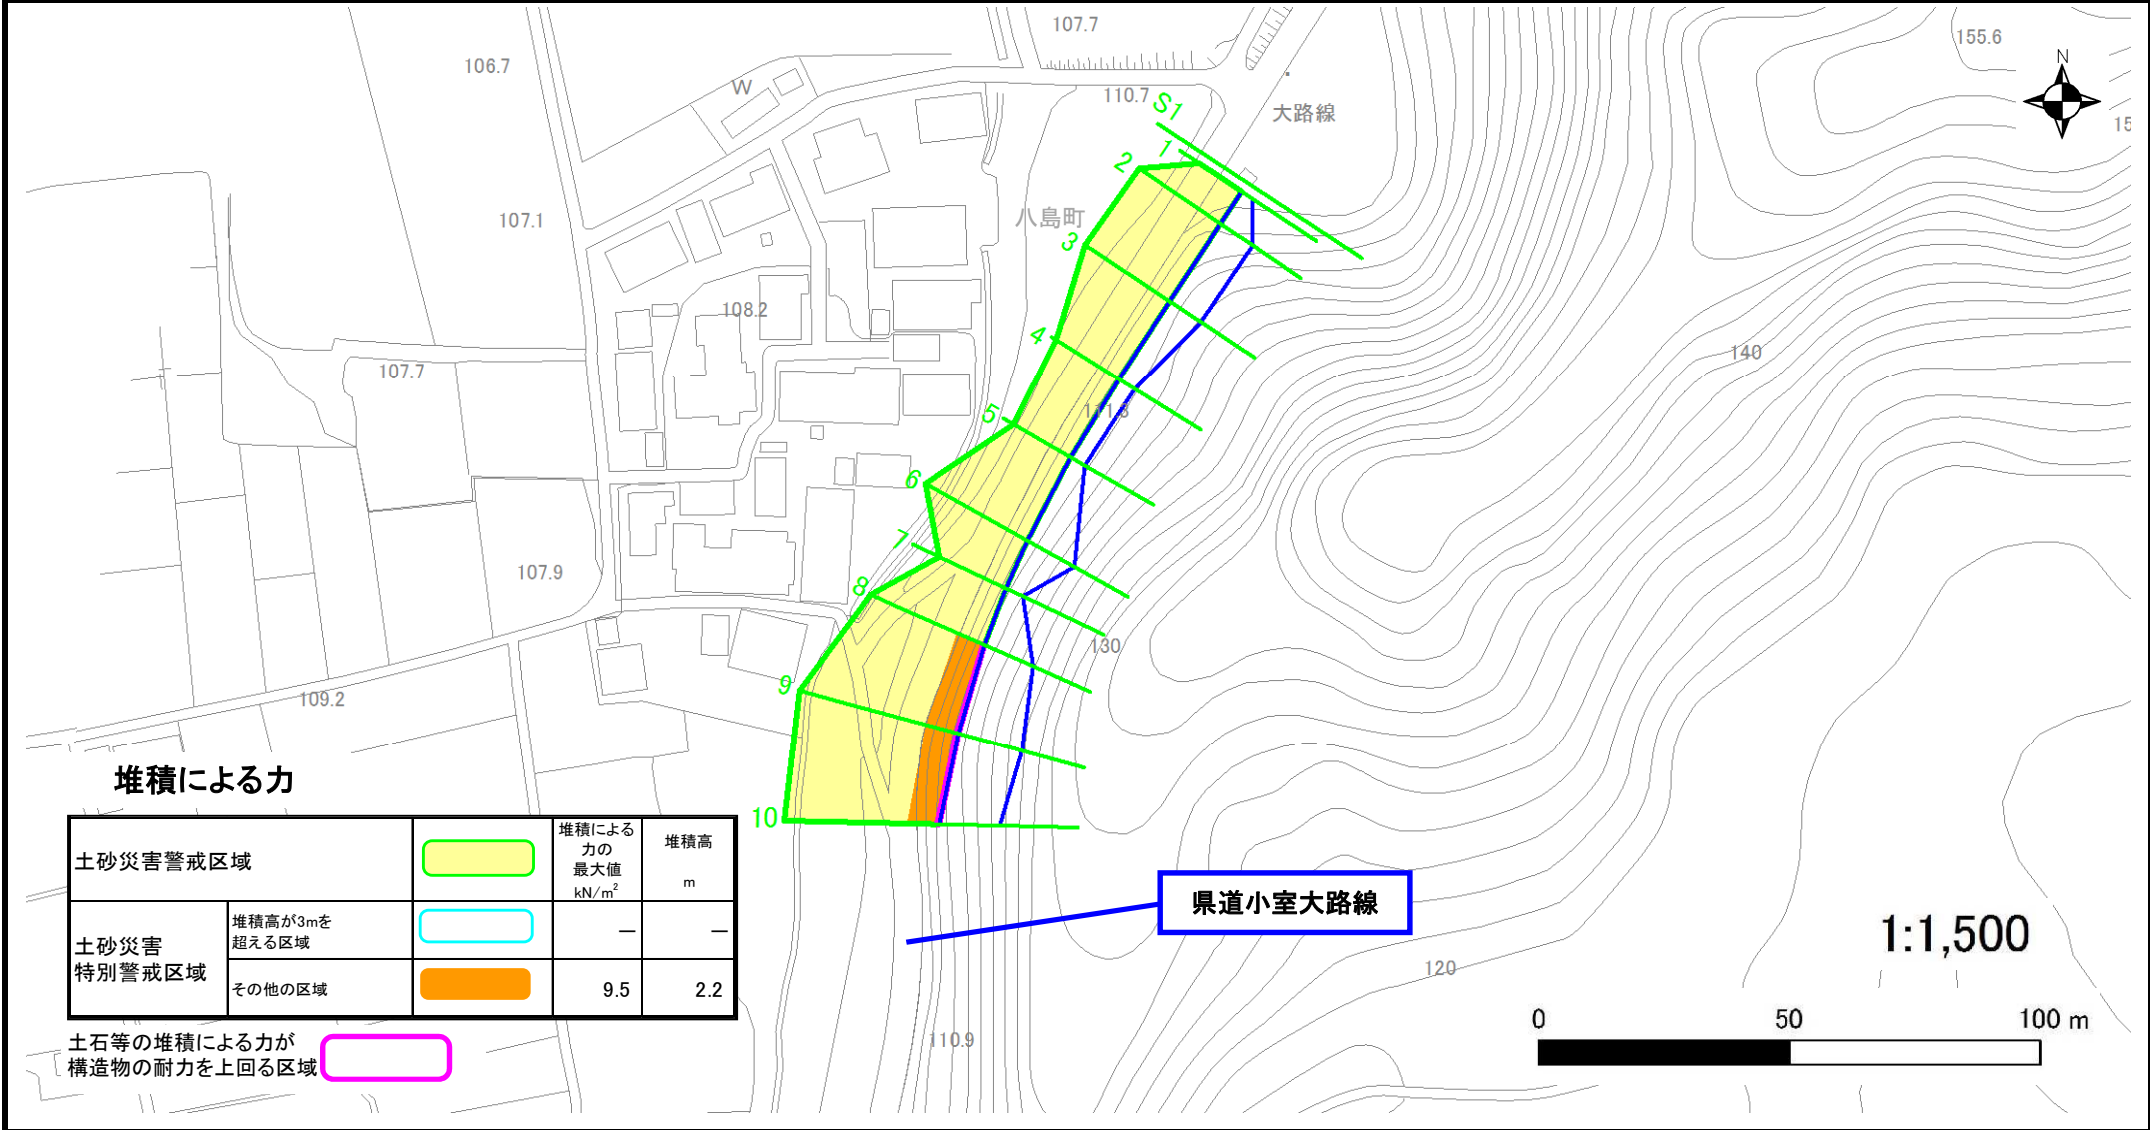 107.7
155.6
106.7
N
W
110.7
S1
大路線
15
1
2
107.1
八島町
3
108.2
4
140
107.7
111.8
5
6
7
107.9
8
130
9
109.2
堆積による力
10
土砂災害警戒区域
堆積による
力の
最大値
kN/m²
堆積高
m
土砂災害
特別警戒区域
堆積高が3mを
超える区域
—
—
その他の区域
9.5
2.2
土石等の堆積による力が
構造物の耐力を上回る区域
県道小室大路線
1:1,500
120
0
50
100 m
110.9